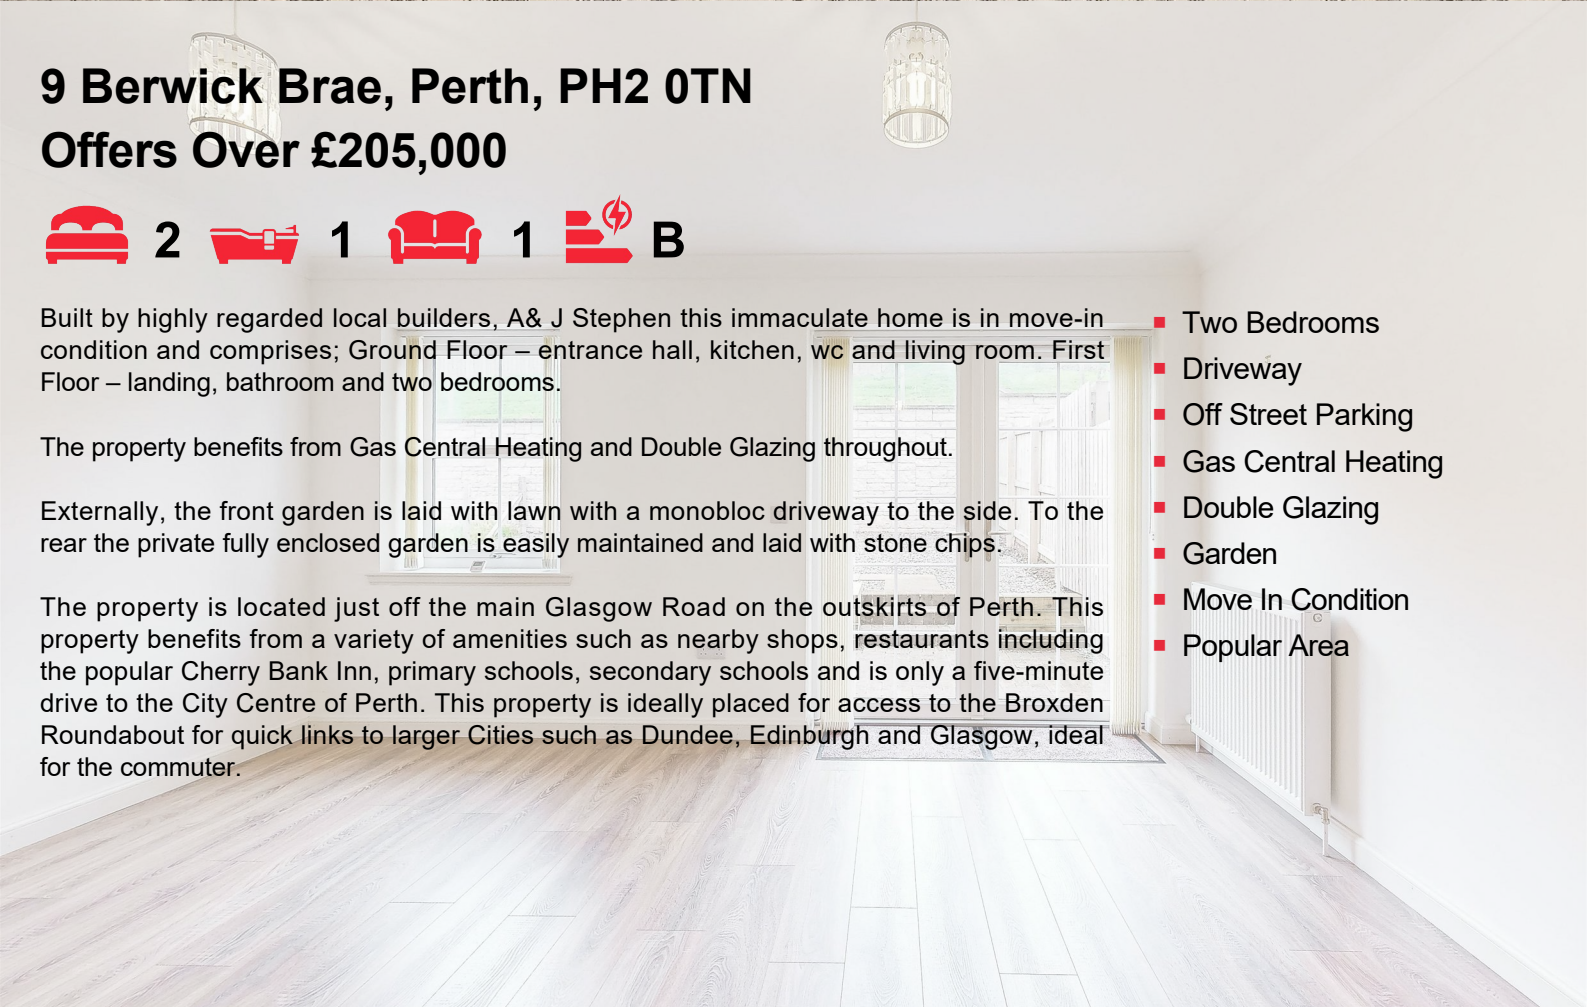 9 Berwick Brae, Perth, PH2 0TN
Offers Over £205,000
2 1 1 B
Built by highly regarded local builders, A& J Stephen this immaculate home is in move-in
condition and comprises; Ground Floor – entrance hall, kitchen, wc and living room. First
Floor – landing, bathroom and two bedrooms.
The property benefits from Gas Central Heating and Double Glazing throughout.
Externally, the front garden is laid with lawn with a monobloc driveway to the side. To the
rear the private fully enclosed garden is easily maintained and laid with stone chips.
The property is located just off the main Glasgow Road on the outskirts of Perth. This
property benefits from a variety of amenities such as nearby shops, restaurants including
the popular Cherry Bank Inn, primary schools, secondary schools and is only a five-minute
drive to the City Centre of Perth. This property is ideally placed for access to the Broxden
Roundabout for quick links to larger Cities such as Dundee, Edinburgh and Glasgow, ideal
for the commuter.
Two Bedrooms
Driveway
Off Street Parking
Gas Central Heating
Double Glazing
Garden
Move In Condition
Popular Area